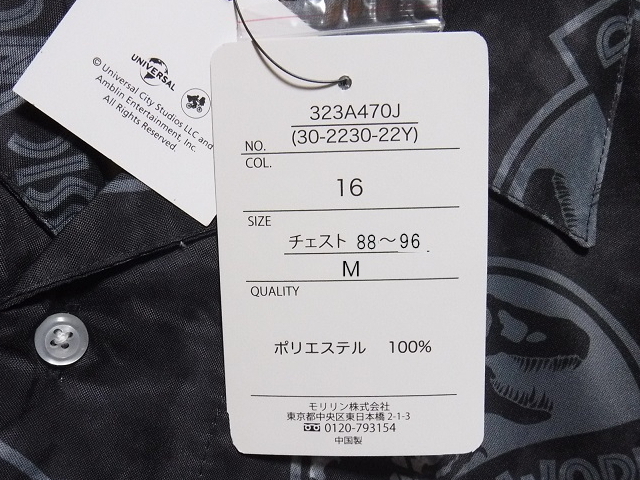 UNIVERSAL
© Universal City Studios LLC and
Amblin Entertainment, Inc.
All Rights Reserved.
323A470J
NO. (30-2230-22Y)
COL.
16
SIZE
チェスト 88～96
M
QUALITY
ポリエステル 100%
モリリン株式会社
東京都中央区東日本橋2-1-3
0120-793154
中国製